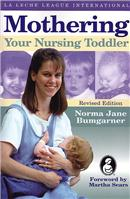 LA LECHE LEAGUE INTERNATIONAL
Mothering
Your Nursing Toddler
Revised Edition
Norma Jane
Bumgarner
Foreword by
Martha Sears